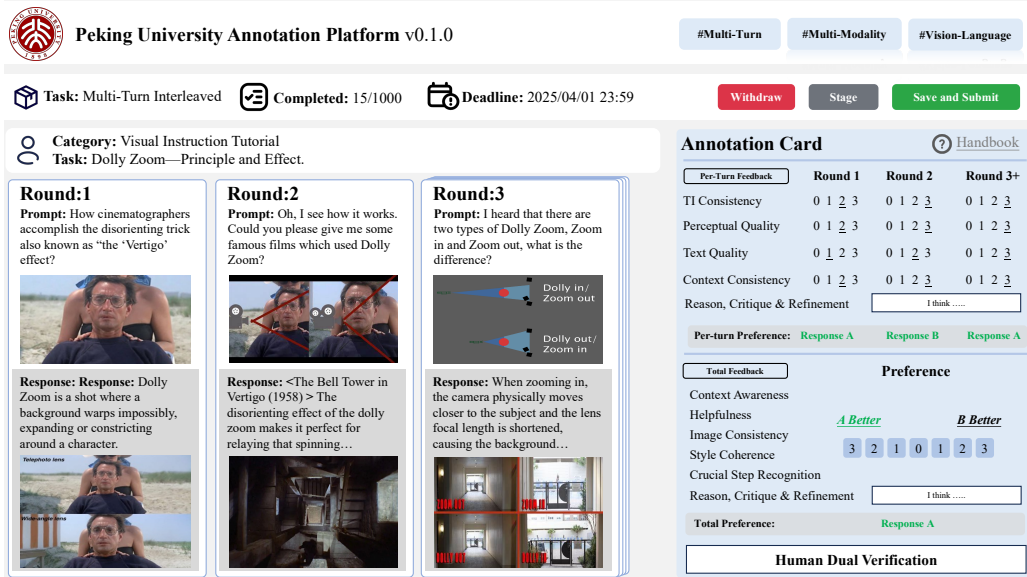 PEKING UNIVERSITY
1898
Peking University Annotation Platform v0.1.0
#Multi-Turn
#Multi-Modality
#Vision-Language
Task: Multi-Turn Interleaved
Completed: 15/1000
Deadline: 2025/04/01 23:59
Withdraw
Stage
Save and Submit
Category: Visual Instruction Tutorial
Task: Dolly Zoom—Principle and Effect.
Round:1
Prompt: How cinematographers
accomplish the disorienting trick
also known as “the ‘Vertigo’
effect?
Response: Response: Dolly
Zoom is a shot where a
background warps impossibly,
expanding or constricting
around a character.
Telephoto lens
Wide-angle lens
Round:2
Prompt: Oh, I see how it works.
Could you please give me some
famous films which used Dolly
Zoom?
Response: <The Bell Tower in
Vertigo (1958) > The
disorienting effect of the dolly
zoom makes it perfect for
relaying that spinning…
Round:3
Prompt: I heard that there are
two types of Dolly Zoom, Zoom
in and Zoom out, what is the
difference?
Dolly in/
Zoom out
Dolly out/
Zoom in
Response: When zooming in,
the camera physically moves
closer to the subject and the lens
focal length is shortened,
causing the background…
ZOOM OUT
ZOOM IN
DOLLY OUT
DOLLY IN
Annotation Card
? Handbook
Per-Turn Feedback
Round 1
Round 2
Round 3+
TI Consistency 0 1 2 3 0 1 2 3 0 1 2 3
Perceptual Quality 0 1 2 3 0 1 2 3 0 1 2 3
Text Quality 0 1 2 3 0 1 2 3 0 1 2 3
Context Consistency 0 1 2 3 0 1 2 3 0 1 2 3
Reason, Critique & Refinement
I think …..
Per-turn Preference: Response A Response B Response A
Total Feedback
Preference
Context Awareness
Helpfulness
Image Consistency
Style Coherence
Crucial Step Recognition
A Better
B Better
3 2 1 0 1 2 3
Reason, Critique & Refinement
I think …..
Total Preference: Response A
Human Dual Verification